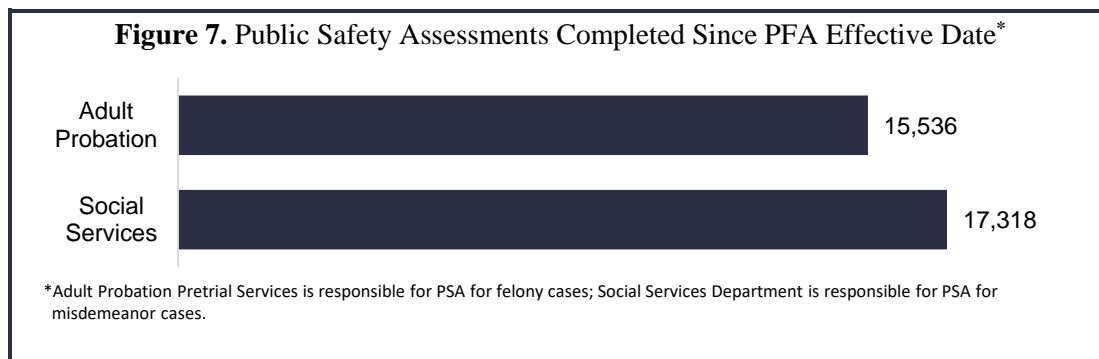 Figure 7. Public Safety Assessments Completed Since PFA Effective Date*
Adult
Probation
15,536
Social
Services
17,318
*Adult Probation Pretrial Services is responsible for PSA for felony cases; Social Services Department is responsible for PSA for
misdemeanor cases.